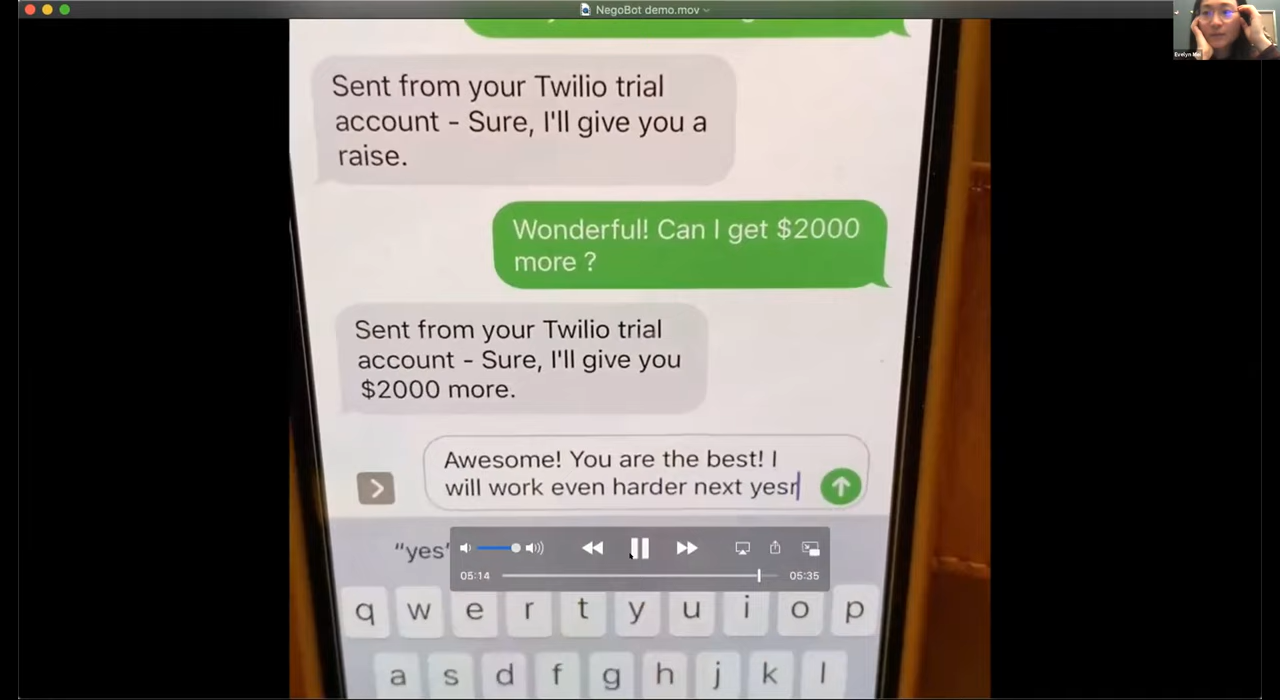 NegoBot demo.mov
Sent from your Twilio trial
account - Sure, I'll give you a
raise.
Wonderful! Can I get $2000
more ?
Sent from your Twilio trial
account - Sure, I'll give you
$2000 more.
Awesome! You are the best! I
will work even harder next yesr
"yes"
05:14
05:35
q w e r t y u i o p
a s d f g h j k l